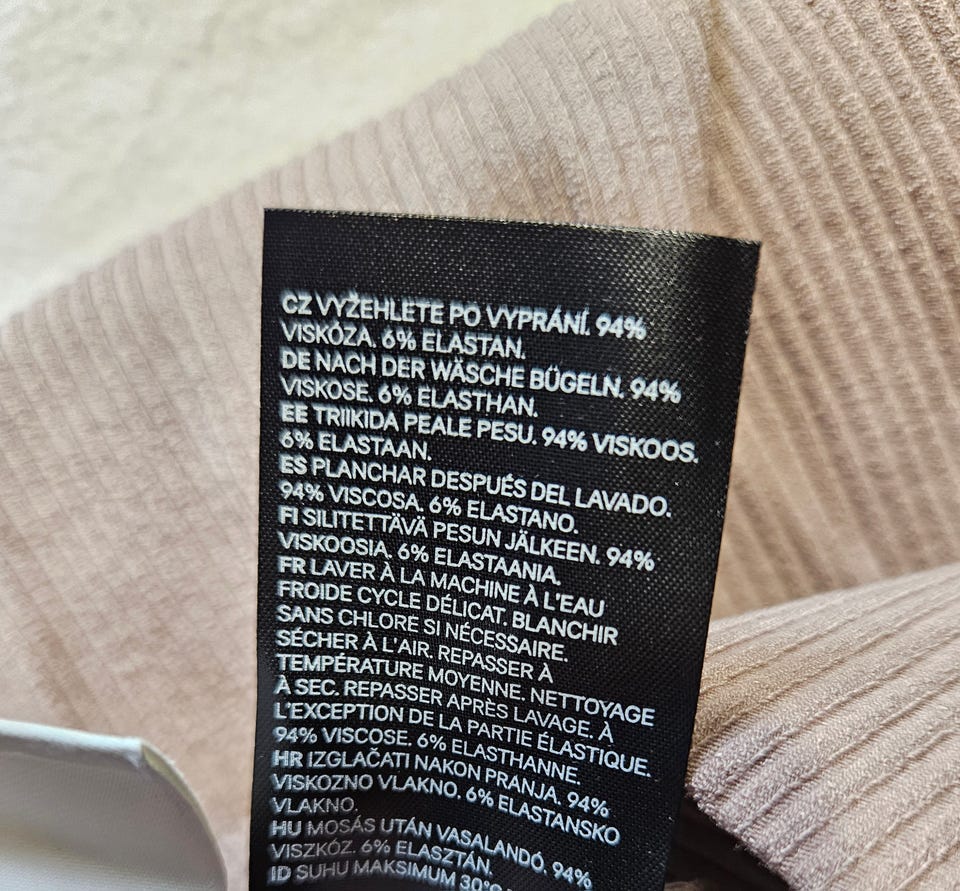 CZ VYŽEHLETE PO VYPRÁNÍ. 94%
VISKÓZA. 6% ELASTAN.
DE NACH DER WÄSCHE BÜGELN. 94%
VISKOSE. 6% ELASTHAN.
EE TRIIKIDA PEALE PESU. 94% VISKOOS.
6% ELASTAAN.
ES PLANCHAR DESPUÉS DEL LAVADO.
94% VISCOSA. 6% ELASTANO.
FI SILITETTÄVÄ PESUN JÄLKEEN. 94%
VISKOOSIA. 6% ELASTAANIA.
FR LAVER À LA MACHINE À L'EAU
FROIDE CYCLE DÉLICAT. BLANCHIR
SANS CHLORE SI NÉCESSAIRE.
SÉCHER À L'AIR. REPASSER À
TEMPÉRATURE MOYENNE. NETTOYAGE
À SEC. REPASSER APRÈS LAVAGE. À
L'EXCEPTION DE LA PARTIE ÉLASTIQUE.
94% VISCOSE. 6% ELASTHANNE.
HR IZGLAČATI NAKON PRANJA. 94%
VISKOZNO VLAKNO. 6% ELASTANSKO
VLAKNO.
HU MOSÁS UTÁN VASALANDÓ. 94%
VISZKÓZ. 6% ELASZTÁN.
ID SUHU MAKSIMUM 30°C